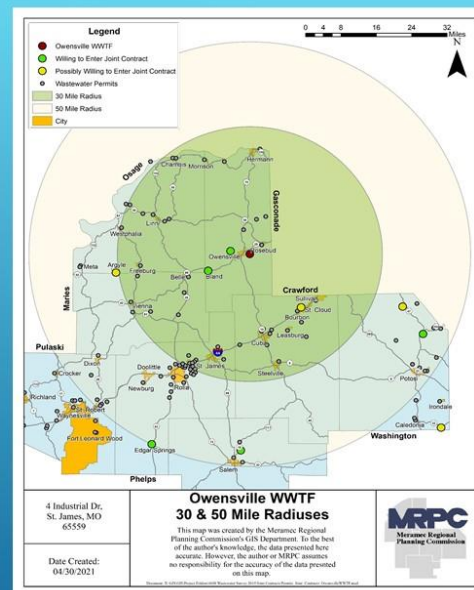 Legend
Owensville WWTF
Willing to Enter Joint Contract
Possibly Willing to Enter Joint Contract
Wastewater Permits
30 Mile Radius
50 Mile Radius
City
0 4 8 16 24 32
Miles
N
Hermann
Osage
Chamois
Morrison
Gasconade
Linn
Westphalia
Owensville
Rosebud
Meta
Argyle
Freeburg
Belle
Bland
Maries
Crawford
Sullivan
Vienna
St. Cloud
Bourbon
Leasburg
Cuba
Pulaski
Dixon
Doolittle
St James
Crocker
Newburg
Rolla
Steelville
Potosi
Richland
St. Robert
Waynesville
Irondale
Caledonia
Fort Leonard Wood
Edgar Springs
Washington
Salem
Phelps
4 Industrial Dr,
St. James, MO
65559
Date Created:
04/30/2021
Owensville WWTF
30 & 50 Mile Radiuses
This map was created by the Meramec Regional
Planning Commission's GIS Department. To the best
of the author's knowledge, the data presented here
accurate. However, the author or MRPC assumes
no responsibility for the accuracy of the data presented
on this map.
MRPC
Meramec Regional
Planning Commission